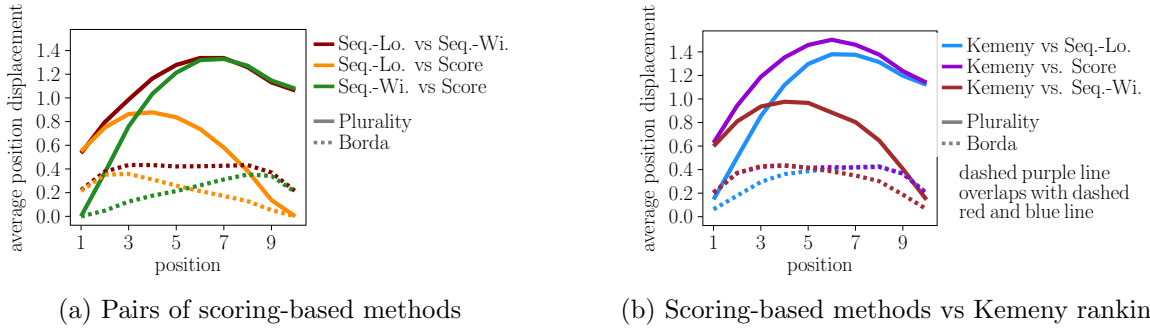 average position displacement
1.4
1.2
1.0
0.8
0.6
0.4
0.2
0.0
1 3 5 7 9
position
Seq.-Lo. vs Seq.-Wi.
Seq.-Lo. vs Score
Seq.-Wi. vs Score
Plurality
Borda
(a) Pairs of scoring-based methods
average position displacement
1.4
1.2
1.0
0.8
0.6
0.4
0.2
0.0
1 3 5 7 9
position
Kemeny vs Seq.-Lo.
Kemeny vs. Score
Kemeny vs. Seq.-Wi.
Plurality
Borda
dashed purple line
overlaps with dashed
red and blue line
(b) Scoring-based methods vs Kemeny rankin